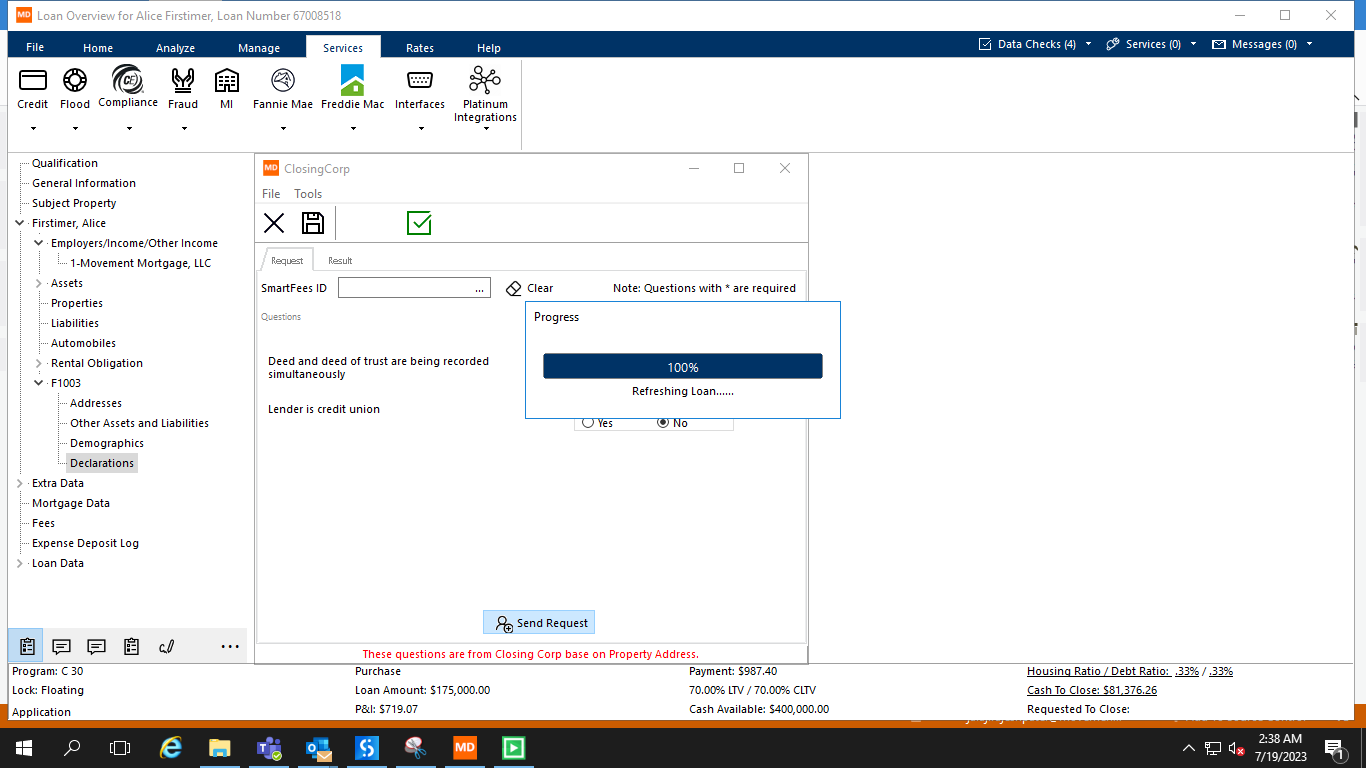 MD Loan Overview for Alice Firstimer, Loan Number 67008518
File Home Analyze Manage Services Rates Help Data Checks (4) Services (0) Messages (0)
Credit Flood Compliance Fraud MI Fannie Mae Freddie Mac Interfaces Platinum Integrations
Qualification
General Information
Subject Property
Firstimer, Alice
Employers/Income/Other Income
1-Movement Mortgage, LLC
Assets
Properties
Liabilities
Automobiles
Rental Obligation
F1003
Addresses
Other Assets and Liabilities
Demographics
Declarations
Extra Data
Mortgage Data
Fees
Expense Deposit Log
Loan Data
MD ClosingCorp
File Tools
Request Result
SmartFees ID ... Clear Note: Questions with * are required
Questions
Deed and deed of trust are being recorded
simultaneously
Lender is credit union
Yes No
Progress
100%
Refreshing Loan......
Send Request
These questions are from Closing Corp base on Property Address.
Program: C 30 Purchase Payment: $987.40 Housing Ratio / Debt Ratio: .33% / .33%
Lock: Floating Loan Amount: $175,000.00 70.00% LTV / 70.00% CLTV Cash To Close: $81,376.26
Application P&I: $719.07 Cash Available: $400,000.00 Requested To Close:
MD
2:38 AM
7/19/2023
1